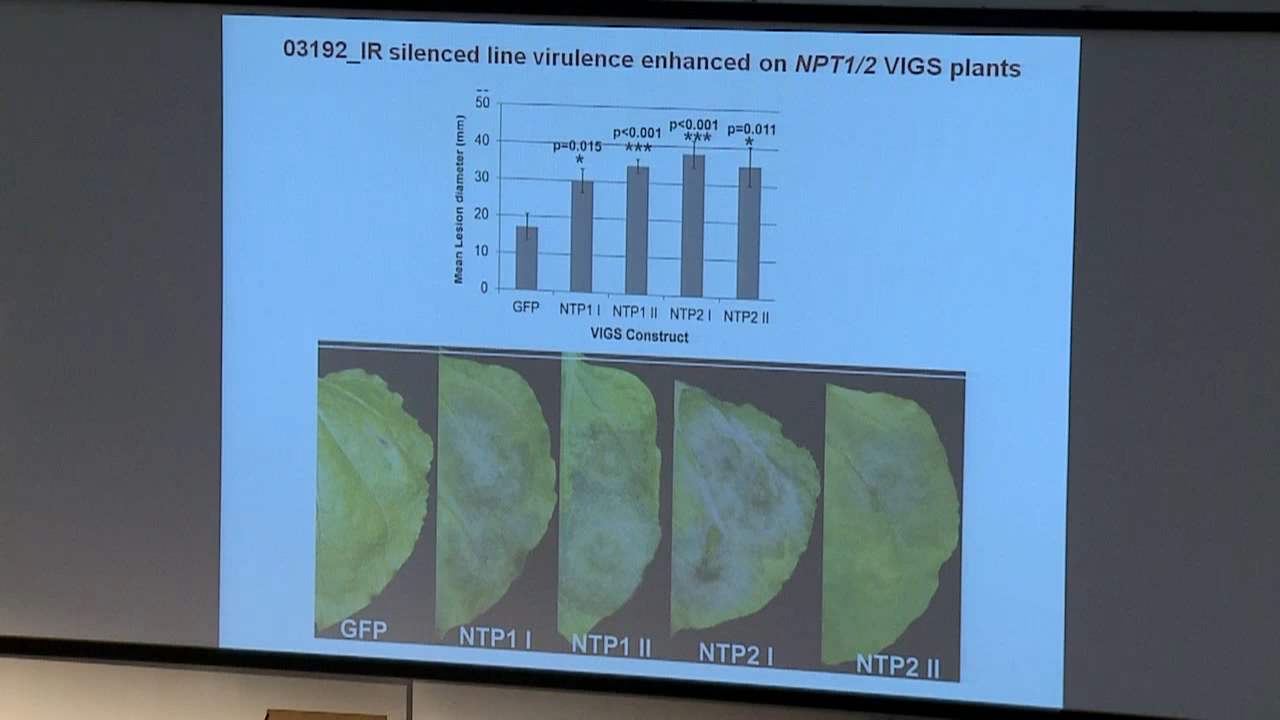 03192_IR silenced line virulence enhanced on NPT1/2 VIGS plants
50
40
30
20
10
0
Mean Lesion diameter (mm)
p=0.015
*
p<0.001
***
p<0.001
***
p=0.011
*
GFP NTP1 I NTP1 II NTP2 I NTP2 II
VIGS Construct
GFP NTP1 I NTP1 II NTP2 I NTP2 II